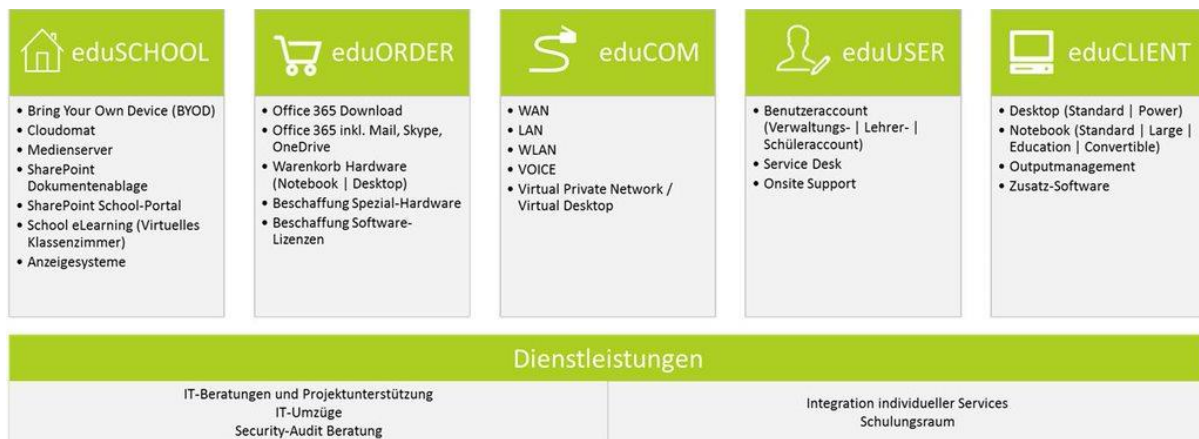 eduSCHOOL
• Bring Your Own Device (BYOD)
• Cloudomat
• Medienserver
• SharePoint
Dokumentenablage
• SharePoint School-Portal
• School eLearning (Virtuelles
Klassenzimmer)
• Anzeigesysteme
eduORDER
• Office 365 Download
• Office 365 inkl. Mail, Skype,
OneDrive
• Warenkorb Hardware
(Notebook | Desktop)
• Beschaffung Spezial-Hardware
• Beschaffung Software-
Lizenzen
eduCOM
• WAN
• LAN
• WLAN
• VOICE
• Virtual Private Network /
Virtual Desktop
eduUSER
• Benutzeraccount
(Verwaltungs- | Lehrer- |
Schüleraccount)
• Service Desk
• Onsite Support
eduCLIENT
• Desktop (Standard | Power)
• Notebook (Standard | Large |
Education | Convertible)
• Outputmanagement
• Zusatz-Software
Dienstleistungen
IT-Beratungen und Projektunterstützung
IT-Umzüge
Security-Audit Beratung
Integration individueller Services
Schulungsraum